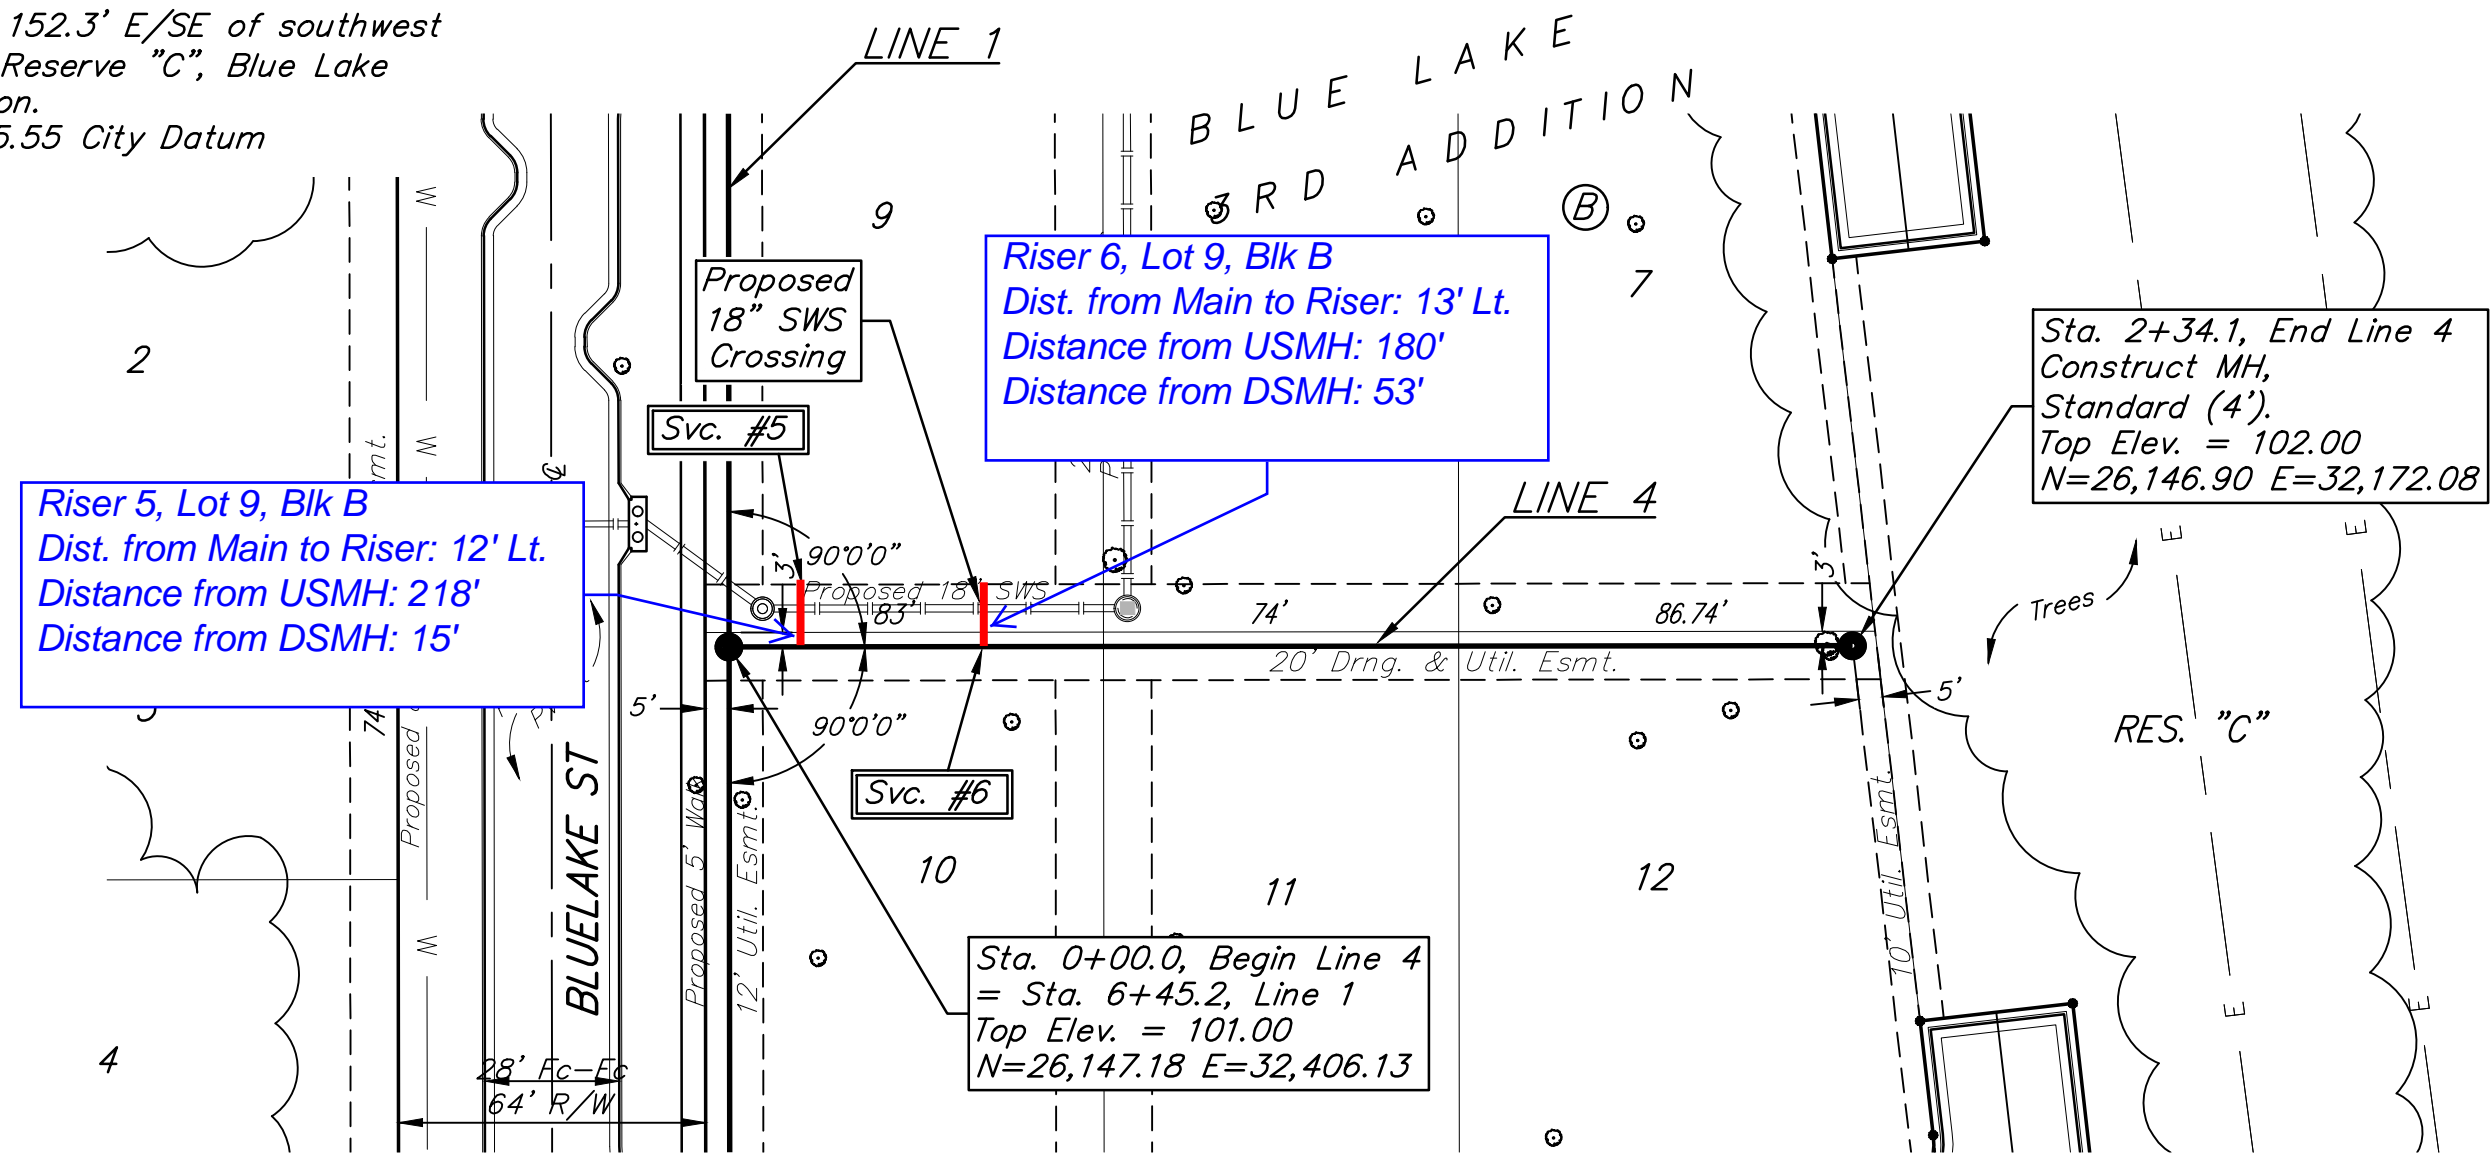 152.3' E/SE of southwest
Reserve "C", Blue Lake
on.
5.55 City Datum
LINE 1
BLUE LAKE
3RD ADDITION
B
9
7
2
Proposed
18" SWS
Crossing
Riser 6, Lot 9, Blk B
Dist. from Main to Riser: 13' Lt.
Distance from USMH: 180'
Distance from DSMH: 53'
Sta. 2+34.1, End Line 4
Construct MH,
Standard (4').
Top Elev. = 102.00
N=26,146.90 E=32,172.08
Svc. #5
Riser 5, Lot 9, Blk B
Dist. from Main to Riser: 12' Lt.
Distance from USMH: 218'
Distance from DSMH: 15'
LINE 4
90°0'0"
3'
Proposed 18" SWS
83'
74'
86.74'
3'
Trees
20' Drng. & Util. Esmt.
5'
5'
90°0'0"
RES. "C"
Svc. #6
74
Proposed
BLUELAKE ST
Proposed 5' Walk
12' Util. Esmt.
10' Util. Esmt.
10
11
12
Sta. 0+00.0, Begin Line 4
= Sta. 6+45.2, Line 1
Top Elev. = 101.00
N=26,147.18 E=32,406.13
4
28' Fc-Fc
64' R/W
W
W
W
W
E
E
E
E